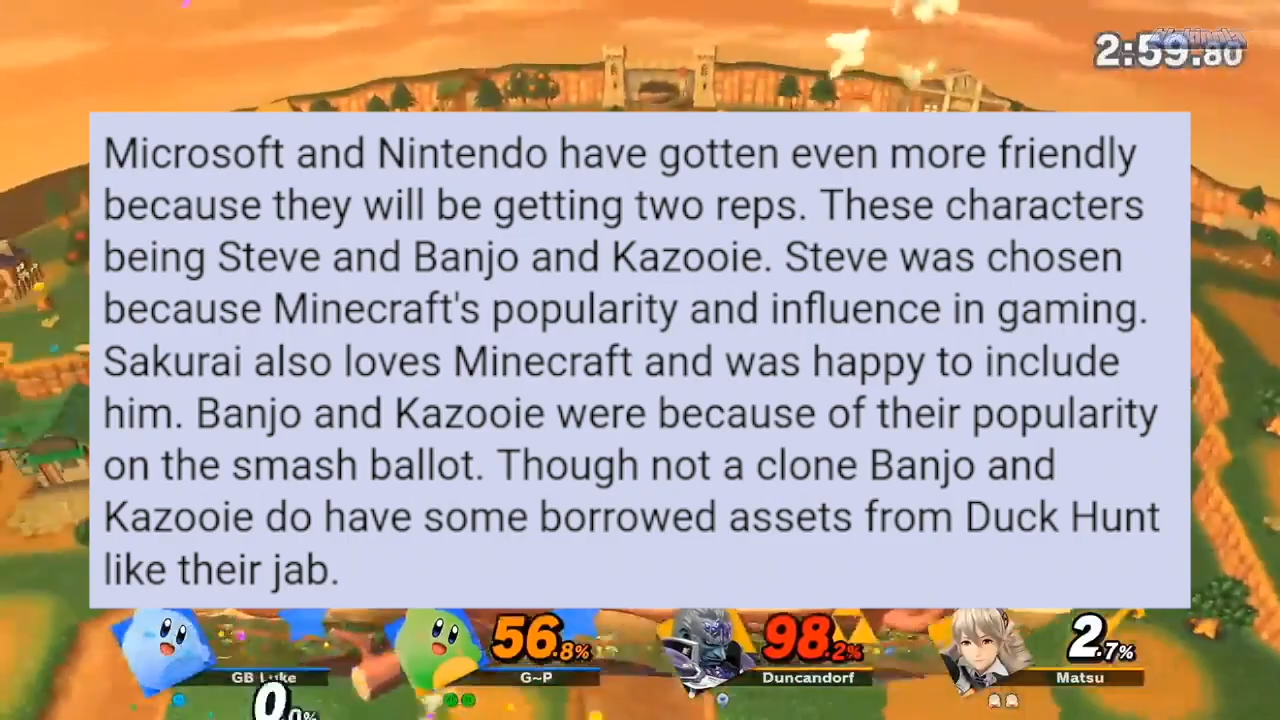 2:59.80
Microsoft and Nintendo have gotten even more friendly
because they will be getting two reps. These characters
being Steve and Banjo and Kazooie. Steve was chosen
because Minecraft's popularity and influence in gaming.
Sakurai also loves Minecraft and was happy to include
him. Banjo and Kazooie were because of their popularity
on the smash ballot. Though not a clone Banjo and
Kazooie do have some borrowed assets from Duck Hunt
like their jab.
56.8% 98.2% 2.7%
GB Luke G~P Duncandorf Matsu
0.0%